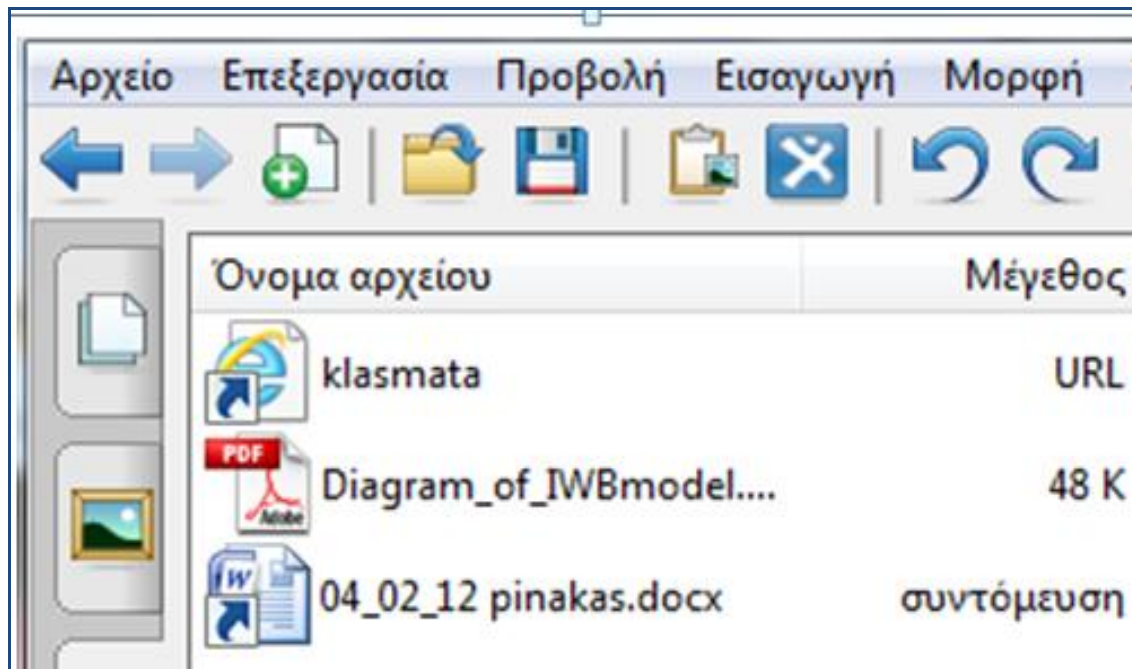 Αρχείο Επεξεργασία Προβολή Εισαγωγή Μορφή
Όνομα αρχείου Μέγεθος
klasmata URL
PDF
Adobe
Diagram_of_IWBmodel.... 48 K
W
04_02_12 pinakas.docx συντόμευση